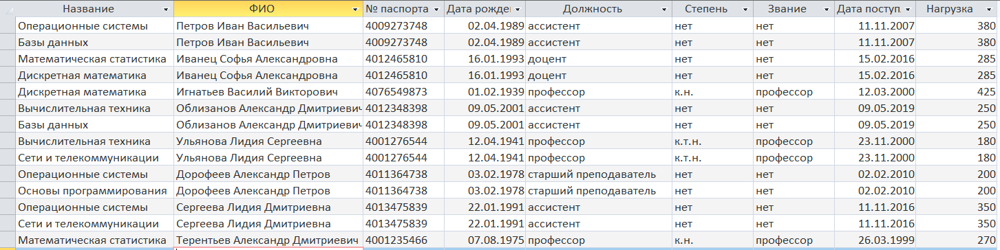 Название ФИО № паспорта Дата рожде Должность Степень Звание Дата поступ. Нагрузка
Операционные системы Петров Иван Васильевич 4009273748 02.04.1989 ассистент нет нет 11.11.2007 380
Базы данных Петров Иван Васильевич 4009273748 02.04.1989 ассистент нет нет 11.11.2007 380
Математическая статистика Иванец Софья Александровна 4012465810 16.01.1993 доцент нет нет 15.02.2016 285
Дискретная математика Иванец Софья Александровна 4012465810 16.01.1993 доцент нет нет 15.02.2016 285
Дискретная математика Игнатьев Василий Викторович 4076549873 01.02.1939 профессор к.н. профессор 12.03.2000 425
Вычислительная техника Облизанов Александр Дмитриевич 4012348398 09.05.2001 ассистент нет нет 09.05.2019 250
Базы данных Облизанов Александр Дмитриевич 4012348398 09.05.2001 ассистент нет нет 09.05.2019 250
Вычислительная техника Ульянова Лидия Сергеевна 4001276544 12.04.1941 профессор к.т.н. профессор 23.11.2000 180
Сети и телекоммуникации Ульянова Лидия Сергеевна 4001276544 12.04.1941 профессор к.т.н. профессор 23.11.2000 180
Операционные системы Дорофеев Александр Петров 4011364738 03.02.1978 старший преподаватель нет нет 02.02.2010 200
Основы программирования Дорофеев Александр Петров 4011364738 03.02.1978 старший преподаватель нет нет 02.02.2010 200
Операционные системы Сергеева Лидия Дмитриевна 4013475839 22.01.1991 ассистент нет нет 11.11.2016 350
Сети и телекоммуникации Сергеева Лидия Дмитриевна 4013475839 22.01.1991 ассистент нет нет 11.11.2016 350
Математическая статистика Терентьев Александр Дмитриевич 4001235466 07.08.1975 профессор к.н. профессор 26.03.1999 270